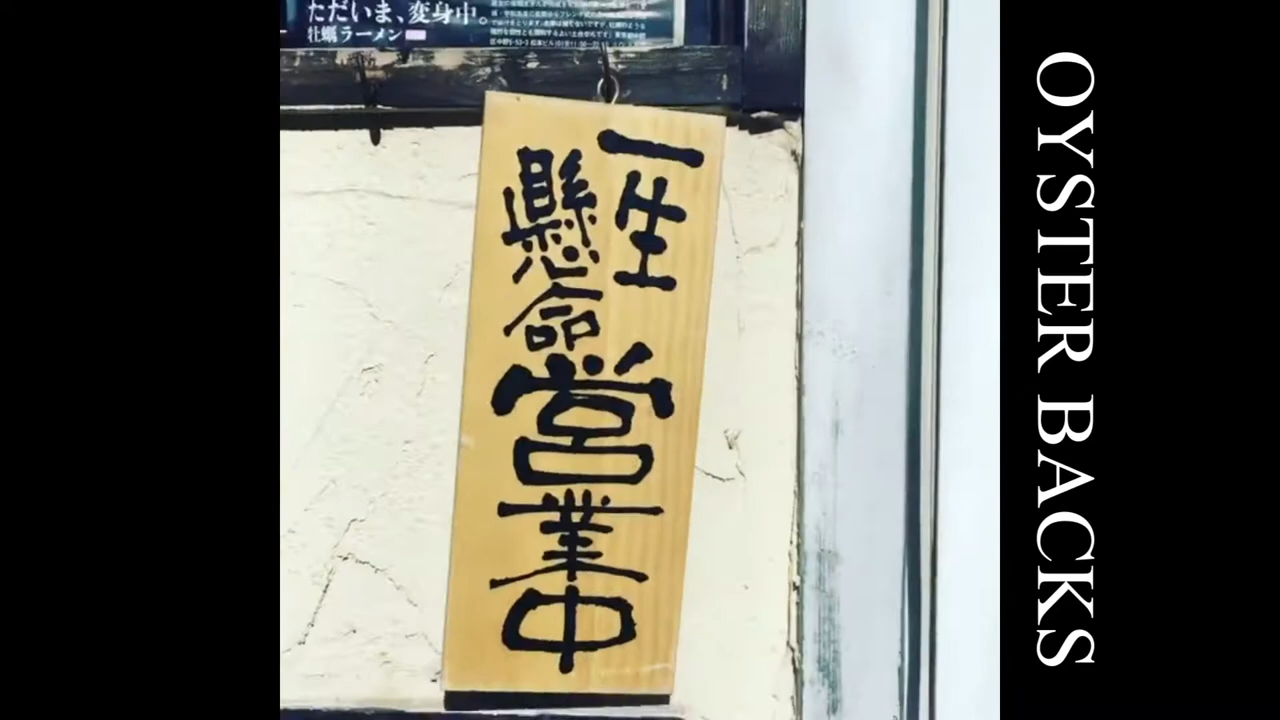 ただいま、変身中。
牡蠣ラーメン
一生
懸命
営業中
OYSTER BACKS